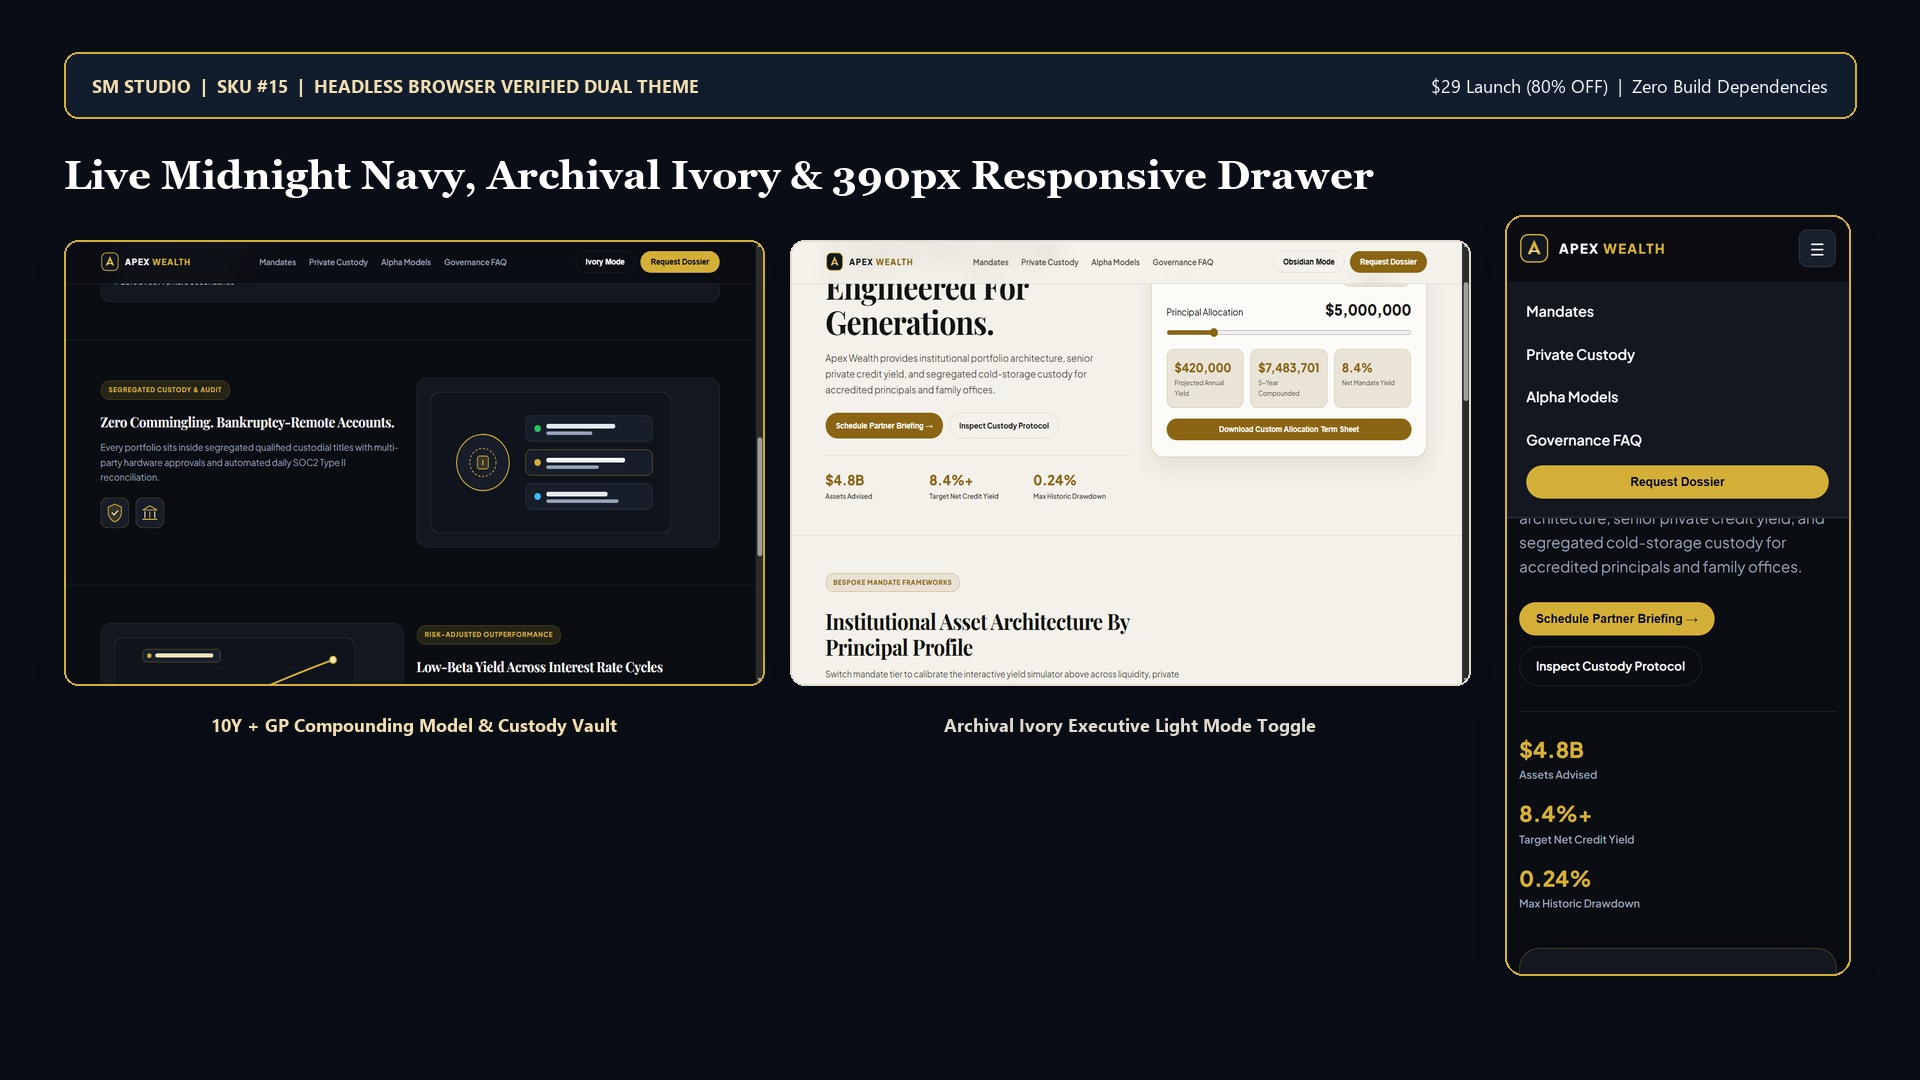 SM STUDIO | SKU #15 | HEADLESS BROWSER VERIFIED DUAL THEME
$29 Launch (80% OFF) | Zero Build Dependencies
Live Midnight Navy, Archival Ivory & 390px Responsive Drawer
APEX WEALTH
Mandates
Private Custody
Alpha Models
Governance FAQ
Ivory Mode
Request Dossier
SEGREGATED CUSTODY & AUDIT
Zero Commingling. Bankruptcy-Remote Accounts.
Every portfolio sits inside segregated qualified custodial titles with multi-
party hardware approvals and automated daily SOC2 Type II
reconciliation.
RISK-ADJUSTED OUTPERFORMANCE
Low-Beta Yield Across Interest Rate Cycles
10Y + GP Compounding Model & Custody Vault
A APEX WEALTH
Mandates
Private Custody
Alpha Models
Governance FAQ
Obsidian Mode
Request Dossier
Engineered For
Generations.
Apex Wealth provides institutional portfolio architecture, senior
private credit yield, and segregated cold-storage custody for
accredited principals and family offices.
Schedule Partner Briefing →
Inspect Custody Protocol
$4.8B
Assets Advised
8.4%+
Target Net Credit Yield
0.24%
Max Historic Drawdown
Principal Allocation
$5,000,000
$420,000
Projected Annual
Yield
$7,483,701
5-Year
Compounded
8.4%
Net Mandate Yield
Download Custom Allocation Term Sheet
BESPOKE MANDATE FRAMEWORKS
Institutional Asset Architecture By
Principal Profile
Switch mandate tier to calibrate the interactive yield simulator above across liquidity, private
Archival Ivory Executive Light Mode Toggle
A APEX WEALTH
Mandates
Private Custody
Alpha Models
Governance FAQ
Request Dossier
architecture, senior private credit yield, and
segregated cold-storage custody for
accredited principals and family offices.
Schedule Partner Briefing →
Inspect Custody Protocol
$4.8B
Assets Advised
8.4%+
Target Net Credit Yield
0.24%
Max Historic Drawdown